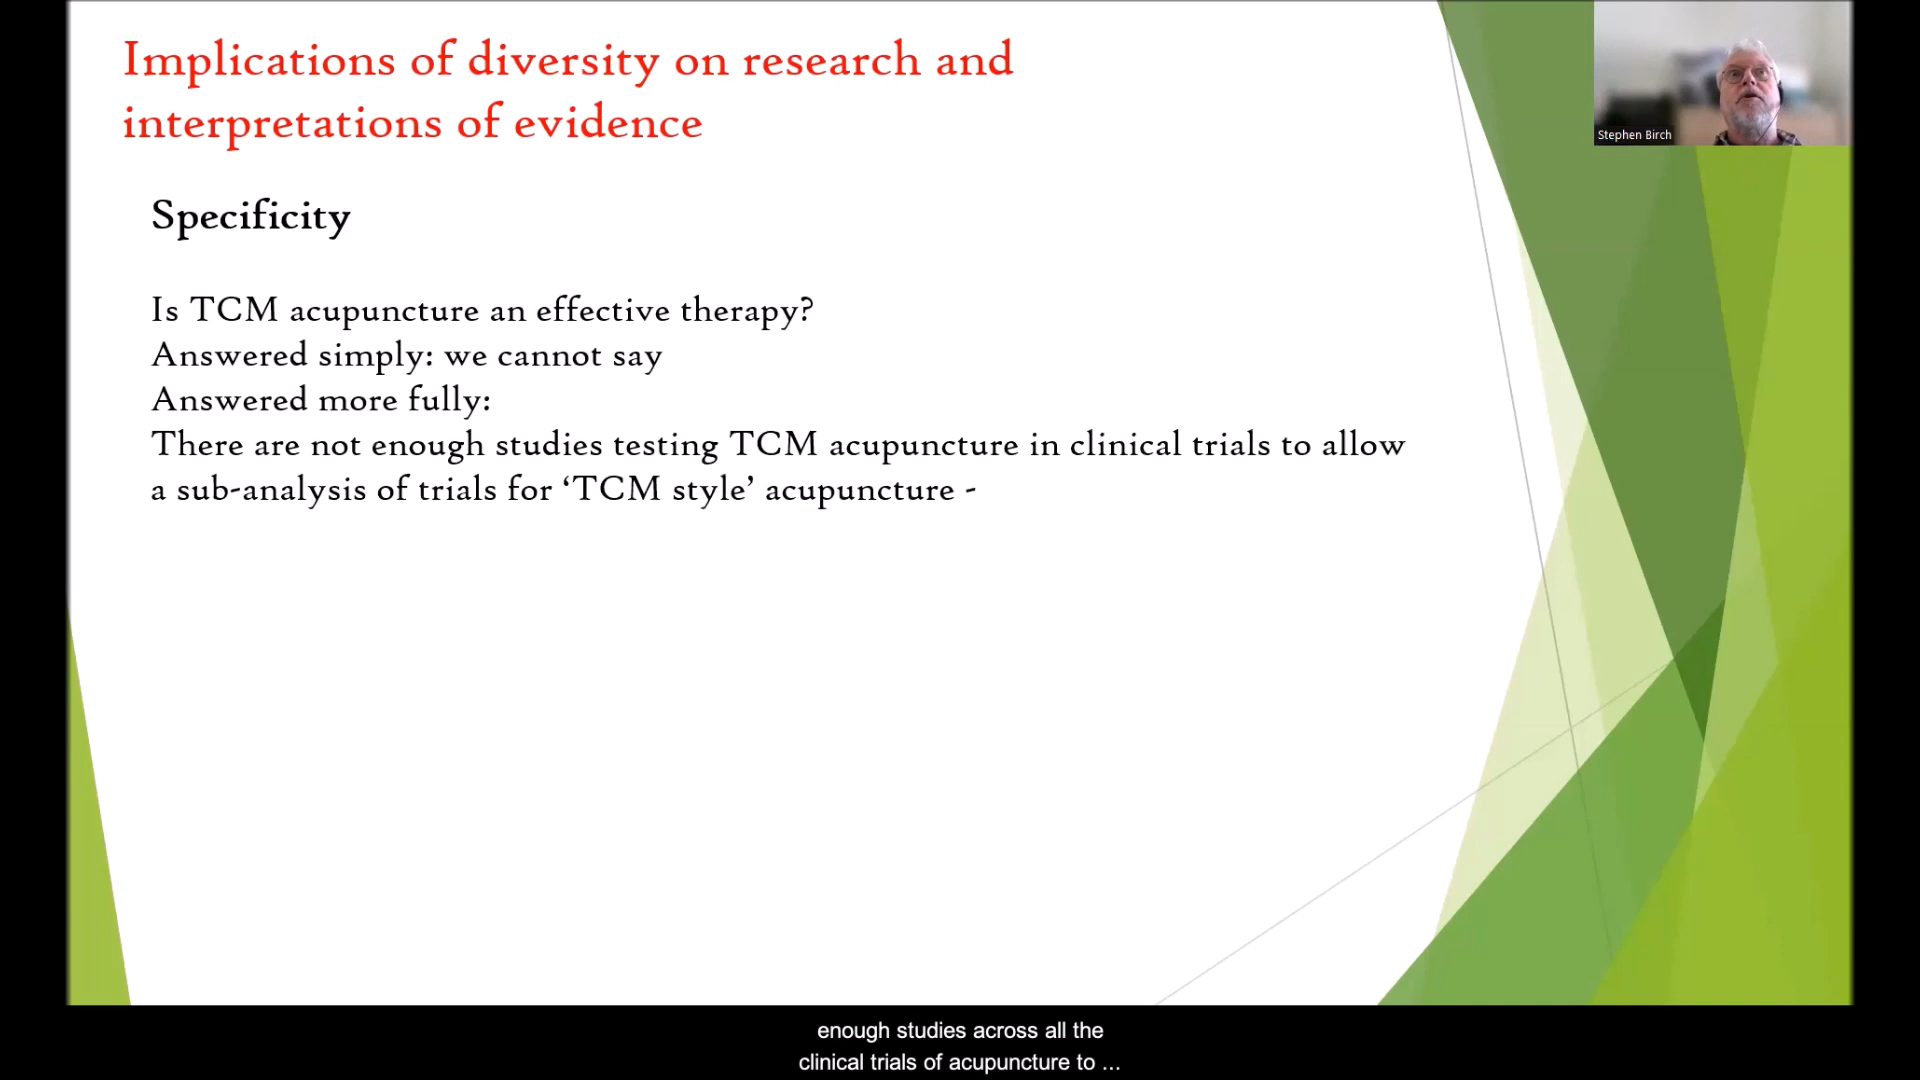 Implications of diversity on research and
interpretations of evidence
Stephen Birch
Specificity
Is TCM acupuncture an effective therapy?
Answered simply: we cannot say
Answered more fully:
There are not enough studies testing TCM acupuncture in clinical trials to allow
a sub-analysis of trials for ‘TCM style’ acupuncture -
enough studies across all the
clinical trials of acupuncture to ...